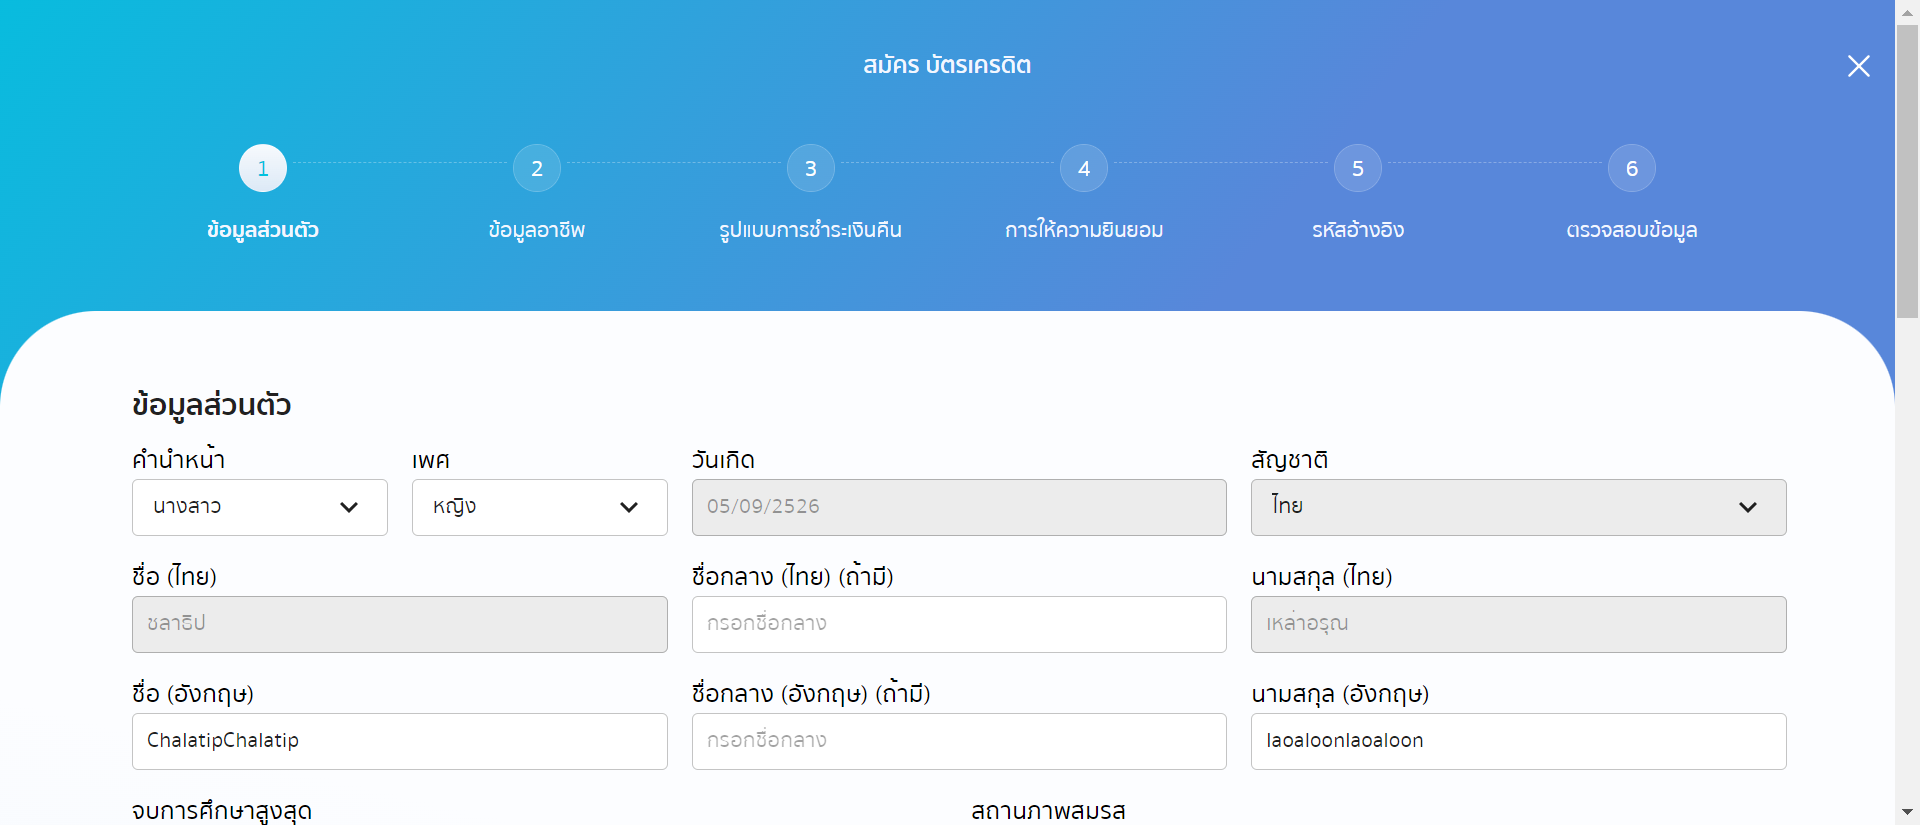 สมัคร บัตรเครดิต
1 2 3 4 5 6
ข้อมูลส่วนตัว ข้อมูลอาชีพ รูปแบบการชำระเงินคืน การให้ความยินยอม รหัสอ้างอิง ตรวจสอบข้อมูล
ข้อมูลส่วนตัว
คำนำหน้า เพศ วันเกิด สัญชาติ
นางสาว หญิง 05/09/2526 ไทย
ชื่อ (ไทย) ชื่อกลาง (ไทย) (ถ้ามี) นามสกุล (ไทย)
ชลาธิป กรอกชื่อกลาง เหล่าอรุณ
ชื่อ (อังกฤษ) ชื่อกลาง (อังกฤษ) (ถ้ามี) นามสกุล (อังกฤษ)
ChalatipChalatip กรอกชื่อกลาง laoaloonlaoaloon
จบการศึกษาสูงสุด สถานภาพสมรส